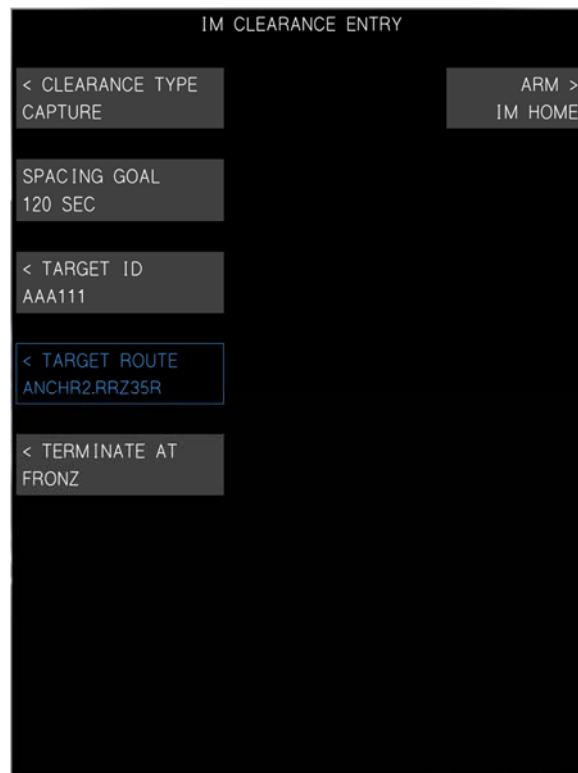 IM CLEARANCE ENTRY
< CLEARANCE TYPE
CAPTURE
ARM >
IM HOME
SPACING GOAL
120 SEC
< TARGET ID
AAA111
< TARGET ROUTE
ANCHR2.RRZ35R
< TERMINATE AT
FRONZ